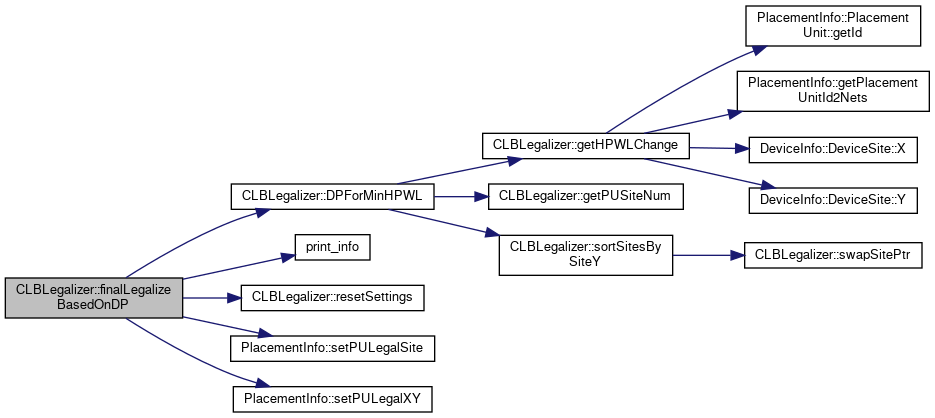 CLBLegalizer::finalLegalize
BasedOnDP
CLBLegalizer::DPForMinHPWL
print_info
CLBLegalizer::resetSettings
PlacementInfo::setPULegalSite
PlacementInfo::setPULegalXY
CLBLegalizer::getHPWLChange
CLBLegalizer::getPUSiteNum
CLBLegalizer::sortSitesBy
SiteY
PlacementInfo::Placement
Unit::getId
PlacementInfo::getPlacement
UnitId2Nets
DeviceInfo::DeviceSite::X
DeviceInfo::DeviceSite::Y
CLBLegalizer::swapSitePtr